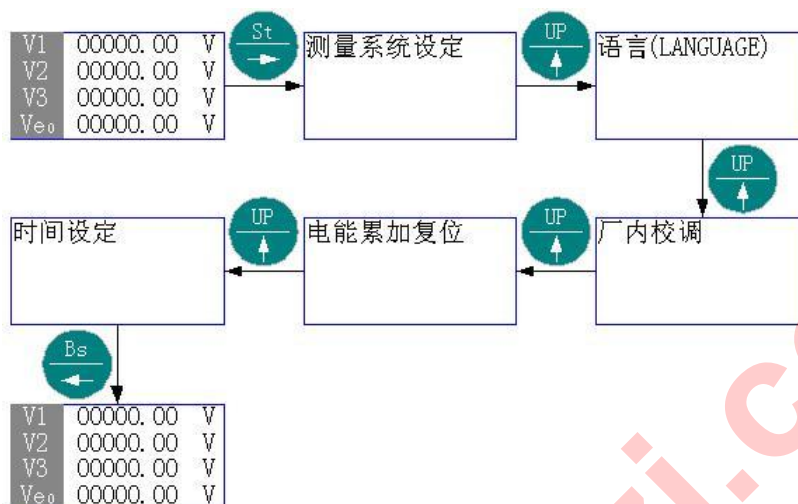 V1 00000.00 V
V2 00000.00 V
V3 00000.00 V
Ve₀ 00000.00 V
St
测量系统设定
UP
语言(LANGUAGE)
UP
时间设定
UP
电能累加复位
UP
厂内校调
Bs
V1 00000.00 V
V2 00000.00 V
V3 00000.00 V
Ve₀ 00000.00 V